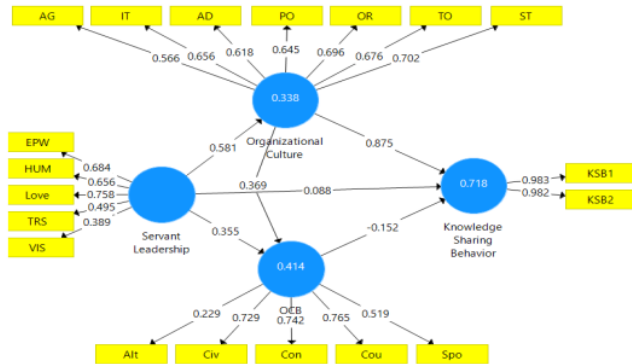 AG IT AD PO OR TO ST
0.566 0.656 0.618 0.645 0.696 0.676 0.702
0.338
Organizational
Culture
EPW
HUM
Love
TRS
VIS
0.684
0.656
0.758
0.495
0.389
Servant
Leadership
0.581
0.369
0.875
0.088
0.355
-0.152
0.718
Knowledge
Sharing
Behavior
0.983
0.982
KSB1
KSB2
0.414
OCB
0.229 0.729 0.742 0.765 0.519
Alt Civ Con Cou Spo